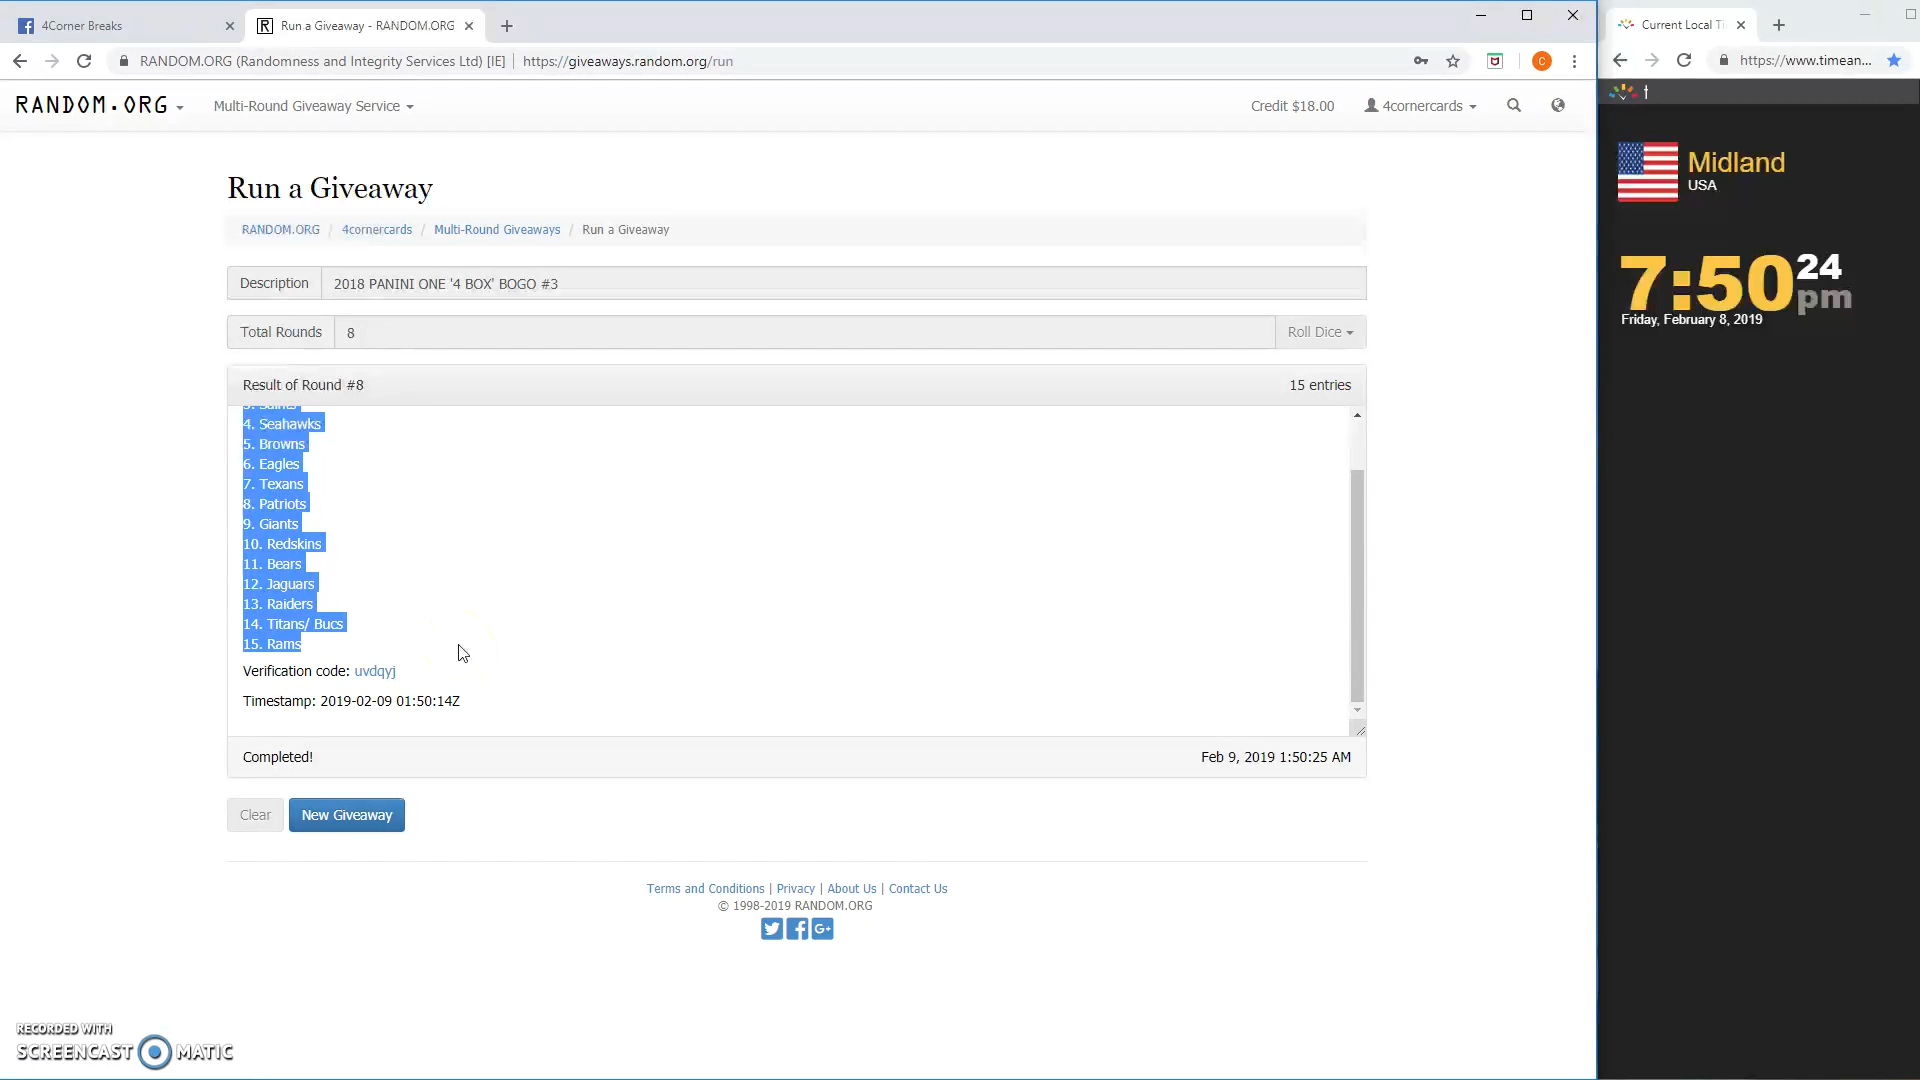 4Corner Breaks
Run a Giveaway - RANDOM.ORG
Current Local Ti
RANDOM.ORG (Randomness and Integrity Services Ltd) [IE] | https://giveaways.random.org/run
C
https://www.timean...
RANDOM.ORG
Multi-Round Giveaway Service
Credit $18.00
4cornercards
t
Midland
USA
7:50 24 pm
Friday, February 8, 2019
Run a Giveaway
RANDOM.ORG / 4cornercards / Multi-Round Giveaways / Run a Giveaway
Description 2018 PANINI ONE '4 BOX' BOGO #3
Total Rounds 8 Roll Dice
Result of Round #8 15 entries
3. Saints
4. Seahawks
5. Browns
6. Eagles
7. Texans
8. Patriots
9. Giants
10. Redskins
11. Bears
12. Jaguars
13. Raiders
14. Titans/ Bucs
15. Rams
Verification code: uvdqyj
Timestamp: 2019-02-09 01:50:14Z
Completed! Feb 9, 2019 1:50:25 AM
Clear New Giveaway
Terms and Conditions | Privacy | About Us | Contact Us
© 1998-2019 RANDOM.ORG
RECORDED WITH
SCREENCAST MATIC